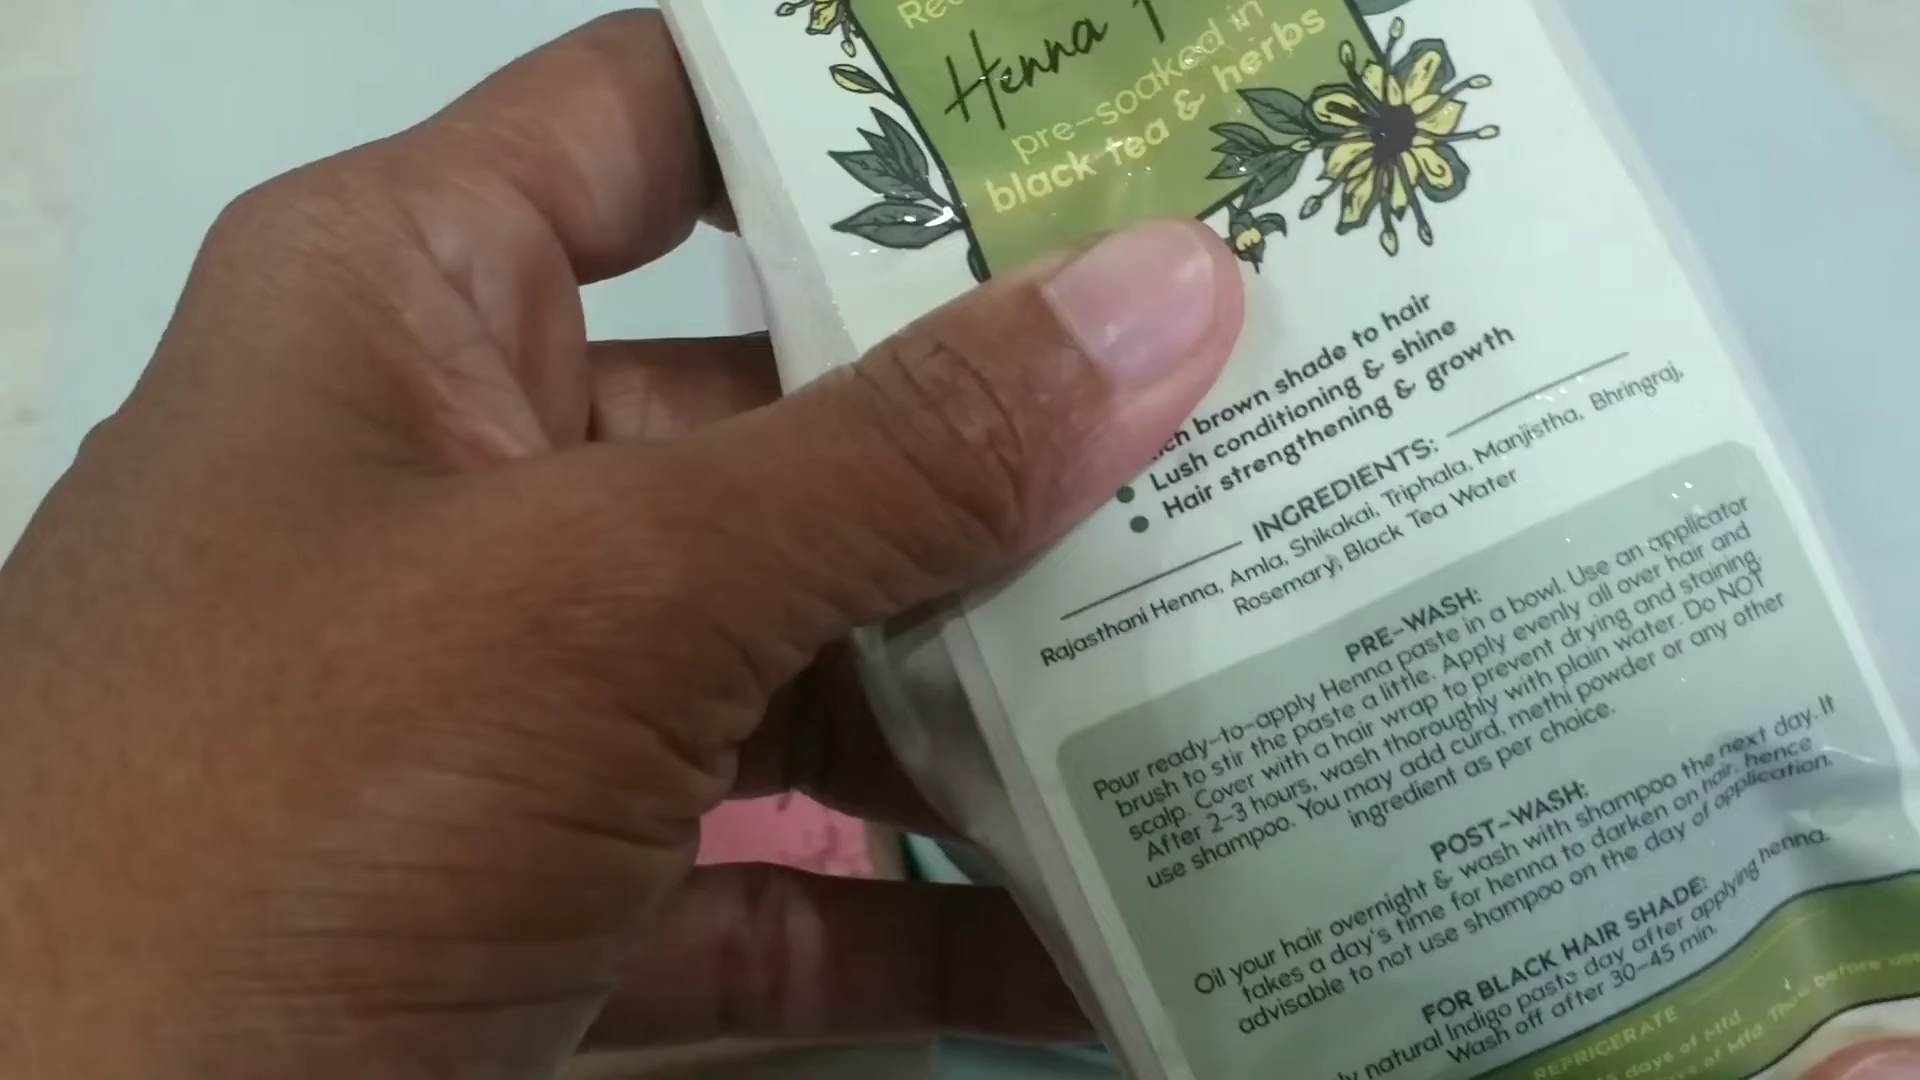 Henna
pre-soaked in
black tea & herbs
brown shade to hair
Lush conditioning & shine
Hair strengthening & growth
INGREDIENTS:
Rajasthani Henna, Amla, Shikakai, Triphala, Manjistha, Bhringraj,
Rosemary, Black Tea Water
PRE-WASH:
Pour ready-to-apply Henna paste in a bowl. Use an applicator
brush to stir the paste a little. Apply evenly all over hair and
scalp. Cover with a hair wrap to prevent drying and staining.
After 2-3 hours, wash thoroughly with plain water. Do NOT
use shampoo. You may add curd, methi powder or any other
ingredient as per choice.
POST-WASH:
Oil your hair overnight & wash with shampoo the next day. It
takes a day's time for henna to darken on hair, hence
advisable to not use shampoo on the day of application.
FOR BLACK HAIR SHADE:
natural Indigo paste day after applying henna.
Wash off after 30-45 min.
REFRIGERATE
days of Mfd.
of Mfd. before use